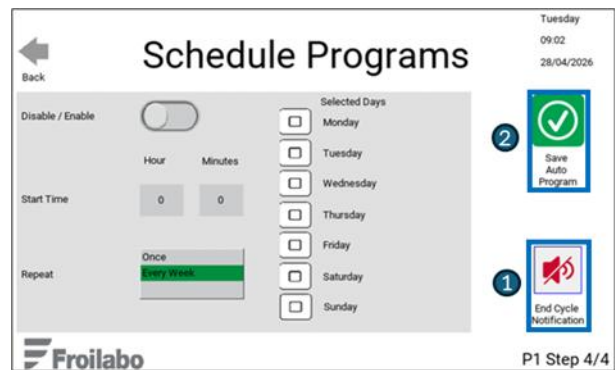 Tuesday
09:02
28/04/2026
Back
Schedule Programs
Disable / Enable
Selected Days
Monday
Tuesday
Wednesday
Thursday
Friday
Saturday
Sunday
Hour Minutes
Start Time 0 0
Repeat
Once
Every Week
2
Save
Auto
Program
1
End Cycle
Notification
Froilabo
P1 Step 4/4